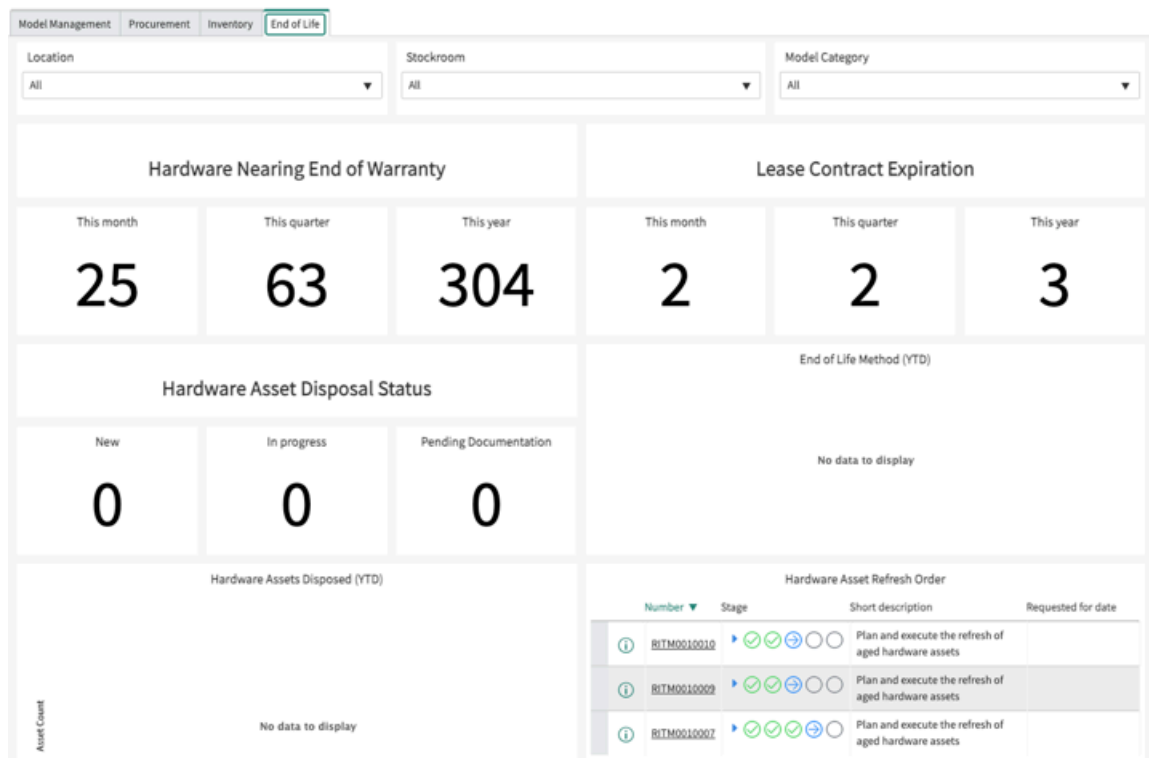 Model Management Procurement Inventory End of Life
Location Stockroom Model Category
All All All
Hardware Nearing End of Warranty
Lease Contract Expiration
This month This quarter This year This month This quarter This year
25 63 304 2 2 3
Hardware Asset Disposal Status
End of Life Method (YTD)
New In progress Pending Documentation
0 0 0
No data to display
Hardware Assets Disposed (YTD)
Asset Count
No data to display
Hardware Asset Refresh Order
Number Stage Short description Requested for date
RITM0010010 Plan and execute the refresh of
aged hardware assets
RITM0010009 Plan and execute the refresh of
aged hardware assets
RITM0010007 Plan and execute the refresh of
aged hardware assets